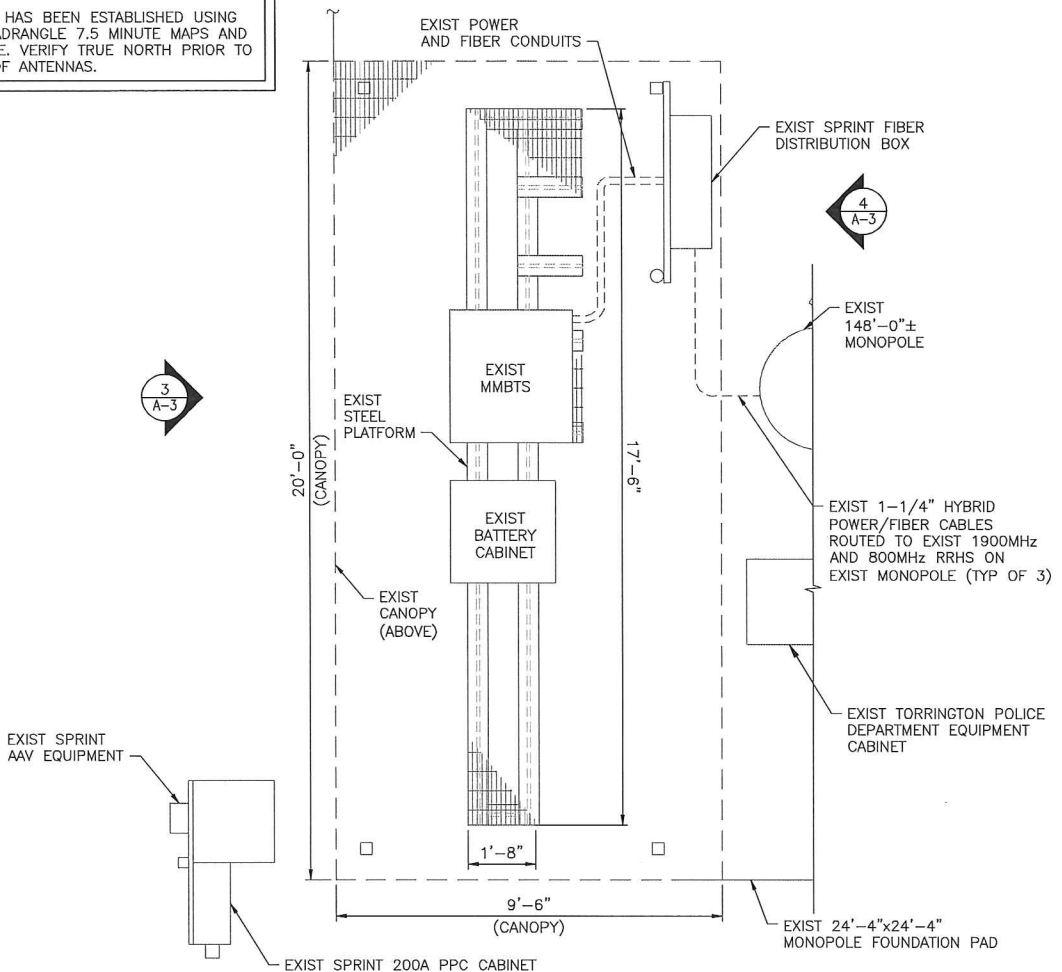 HAS BEEN ESTABLISHED USING
ADRANGLE 7.5 MINUTE MAPS AND
E. VERIFY TRUE NORTH PRIOR TO
OF ANTENNAS.
EXIST POWER
AND FIBER CONDUITS
EXIST SPRINT FIBER
DISTRIBUTION BOX
4
A-3
EXIST
148'-0"±
MONOPOLE
3
A-3
EXIST
MMBTS
EXIST
STEEL
PLATFORM
20'-0"
(CANOPY)
17'-6"
EXIST
BATTERY
CABINET
EXIST 1-1/4" HYBRID
POWER/FIBER CABLES
ROUTED TO EXIST 1900MHz
AND 800MHz RRHS ON
EXIST MONOPOLE (TYP OF 3)
EXIST
CANOPY
(ABOVE)
EXIST TORRINGTON POLICE
DEPARTMENT EQUIPMENT
CABINET
EXIST SPRINT
AAV EQUIPMENT
1'-8"
9'-6"
(CANOPY)
EXIST 24'-4"x24'-4"
MONOPOLE FOUNDATION PAD
EXIST SPRINT 200A PPC CABINET